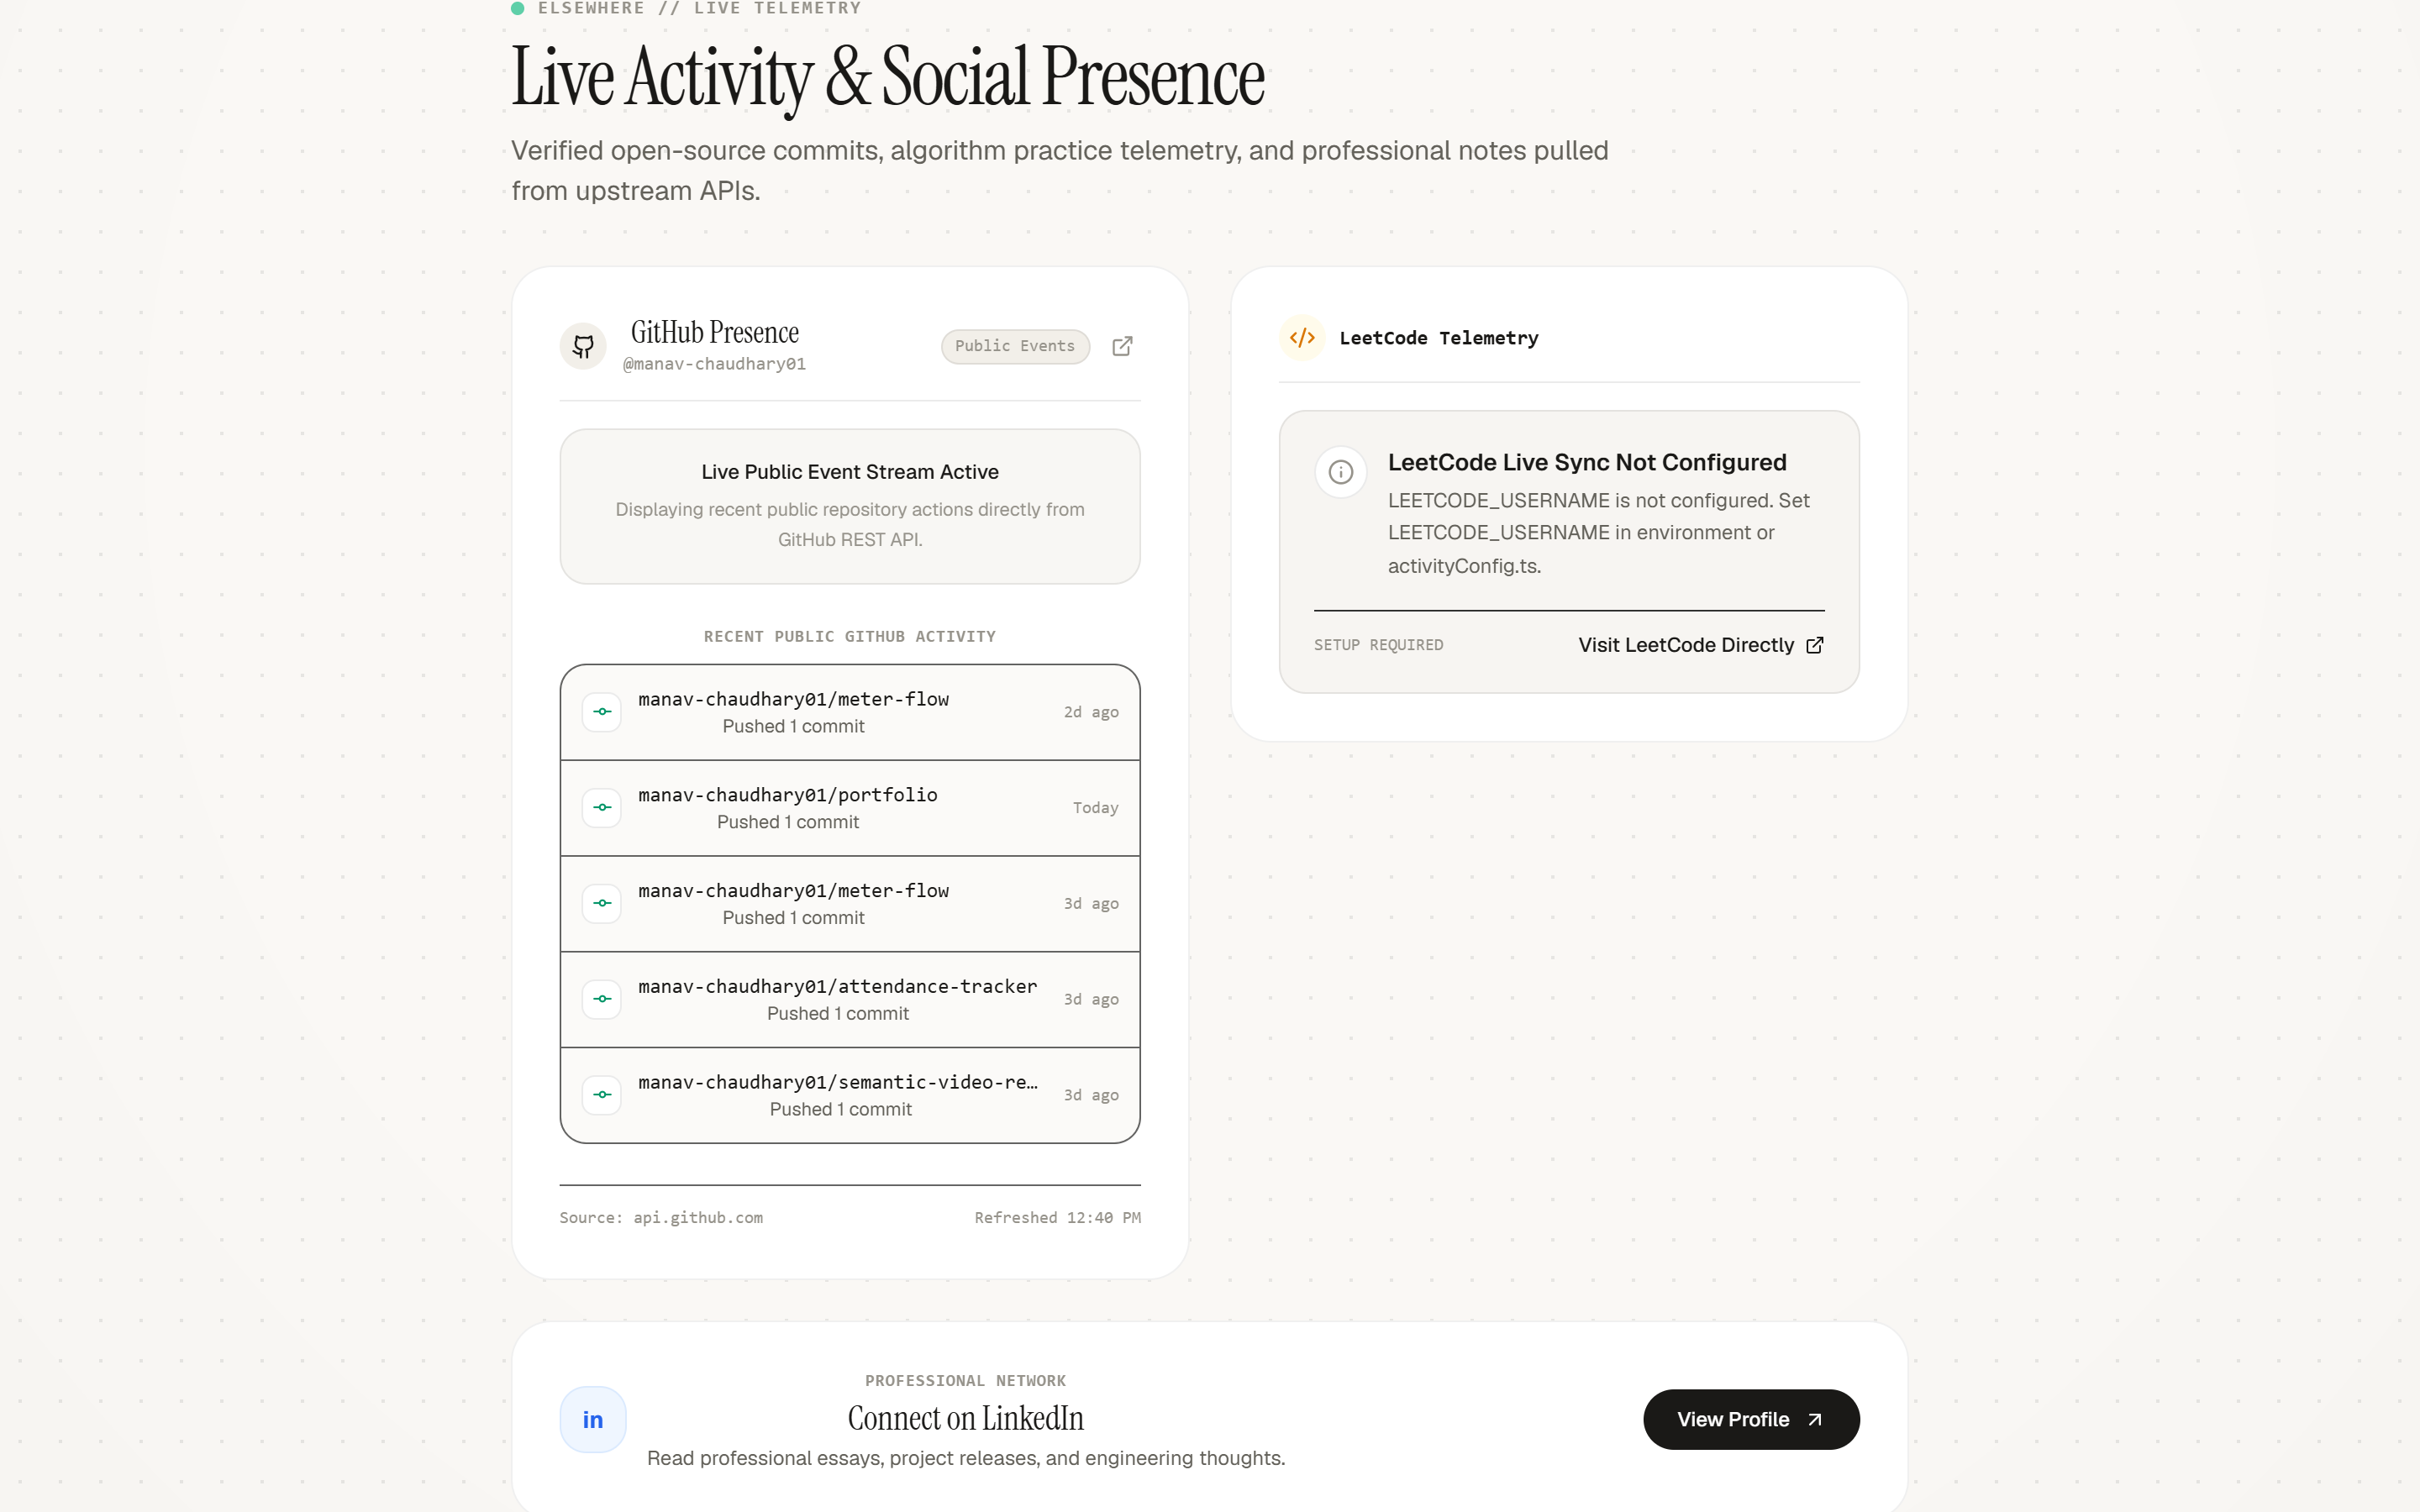 ELSEWHERE // LIVE TELEMETRY
Live Activity & Social Presence
Verified open-source commits, algorithm practice telemetry, and professional notes pulled
from upstream APIs.
GitHub Presence
@manav-chaudhary01
Public Events
Live Public Event Stream Active
Displaying recent public repository actions directly from
GitHub REST API.
RECENT PUBLIC GITHUB ACTIVITY
manav-chaudhary01/meter-flow
Pushed 1 commit
2d ago
manav-chaudhary01/portfolio
Pushed 1 commit
Today
manav-chaudhary01/meter-flow
Pushed 1 commit
3d ago
manav-chaudhary01/attendance-tracker
Pushed 1 commit
3d ago
manav-chaudhary01/semantic-video-re…
Pushed 1 commit
3d ago
Source: api.github.com
Refreshed 12:40 PM
LeetCode Telemetry
LeetCode Live Sync Not Configured
LEETCODE_USERNAME is not configured. Set
LEETCODE_USERNAME in environment or
activityConfig.ts.
SETUP REQUIRED
Visit LeetCode Directly
in
PROFESSIONAL NETWORK
Connect on LinkedIn
Read professional essays, project releases, and engineering thoughts.
View Profile